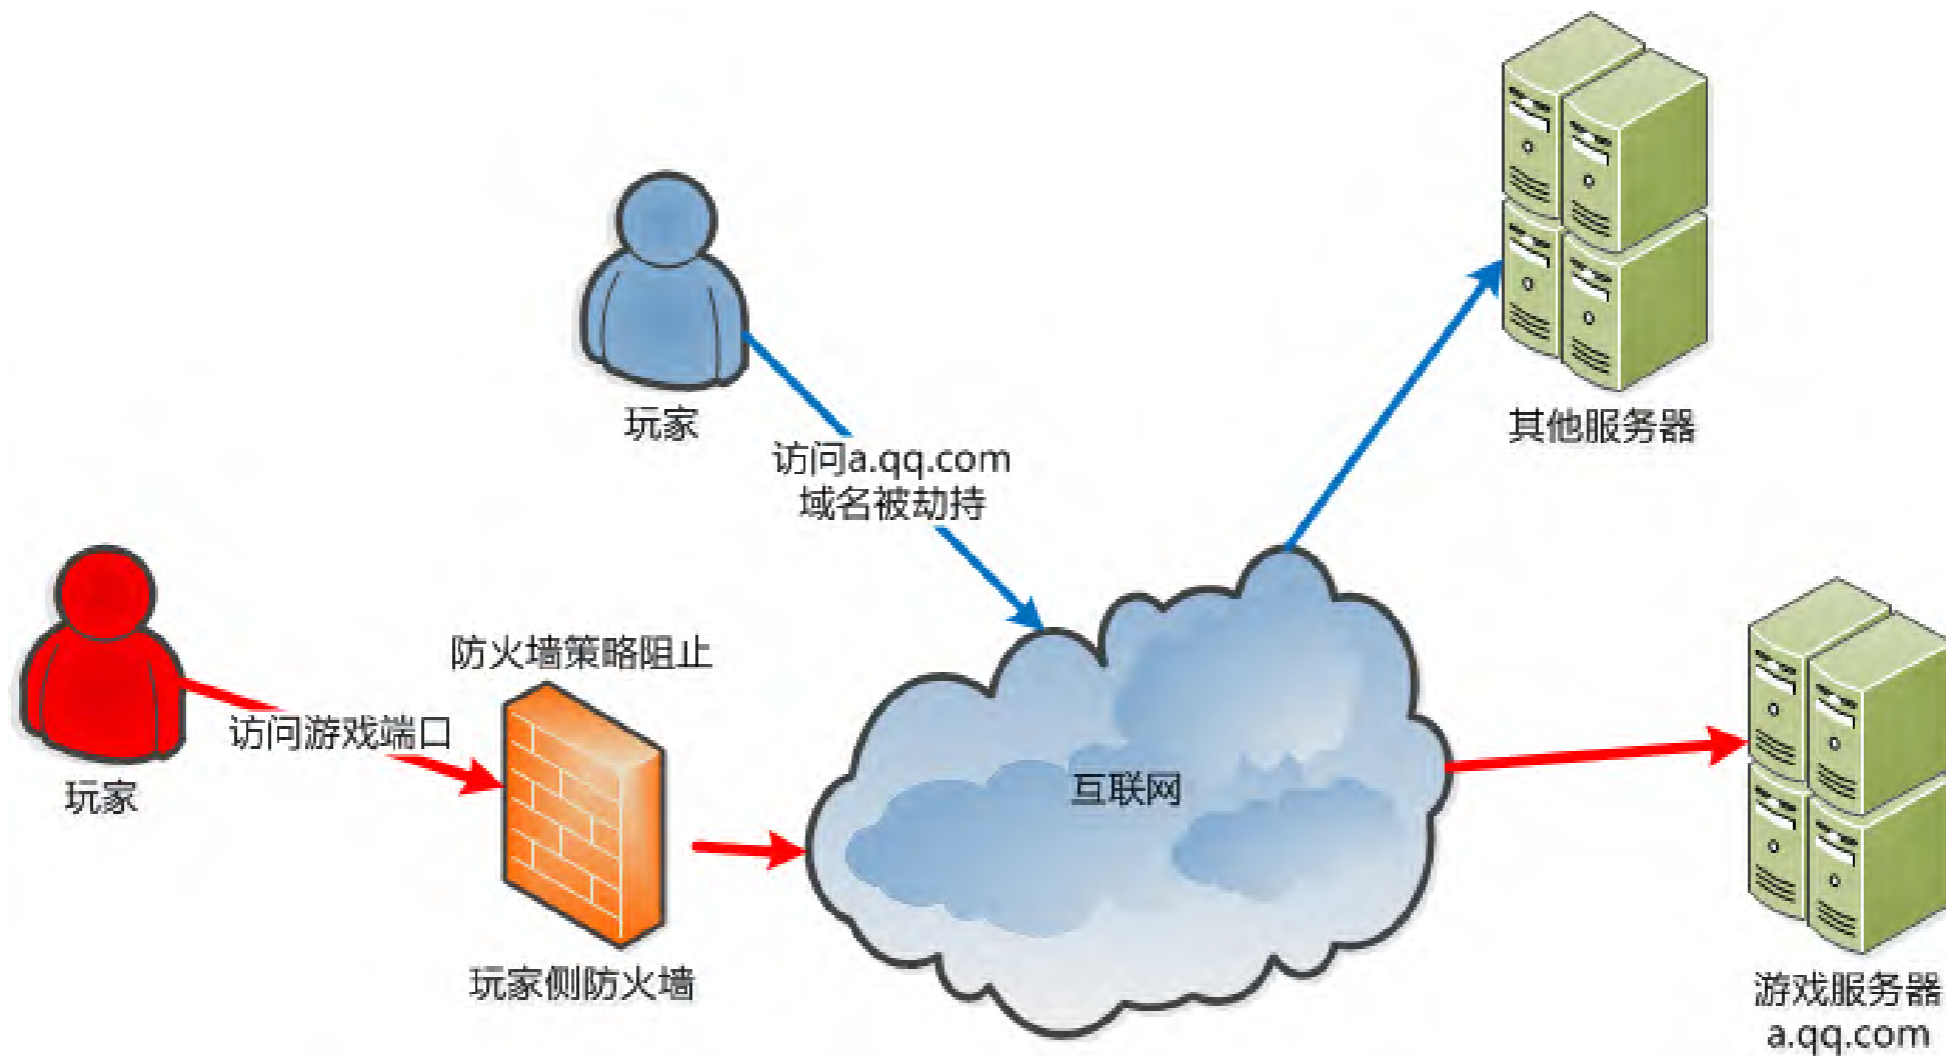 其他服务器
玩家
访问a.qq.com
域名被劫持
防火墙策略阻止
访问游戏端口
玩家
互联网
玩家侧防火墙
游戏服务器
a.qq.com